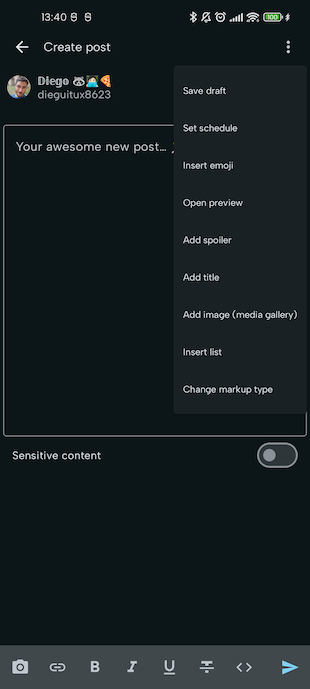 13:40
100
Create post
𝔻𝕚𝕖𝕘𝕠 🦝🧑🏻‍💻🍕
dieguitux8623
Your awesome new post…
Save draft
Set schedule
Insert emoji
Open preview
Add spoiler
Add title
Add image (media gallery)
Insert list
Change markup type
Sensitive content
B I U